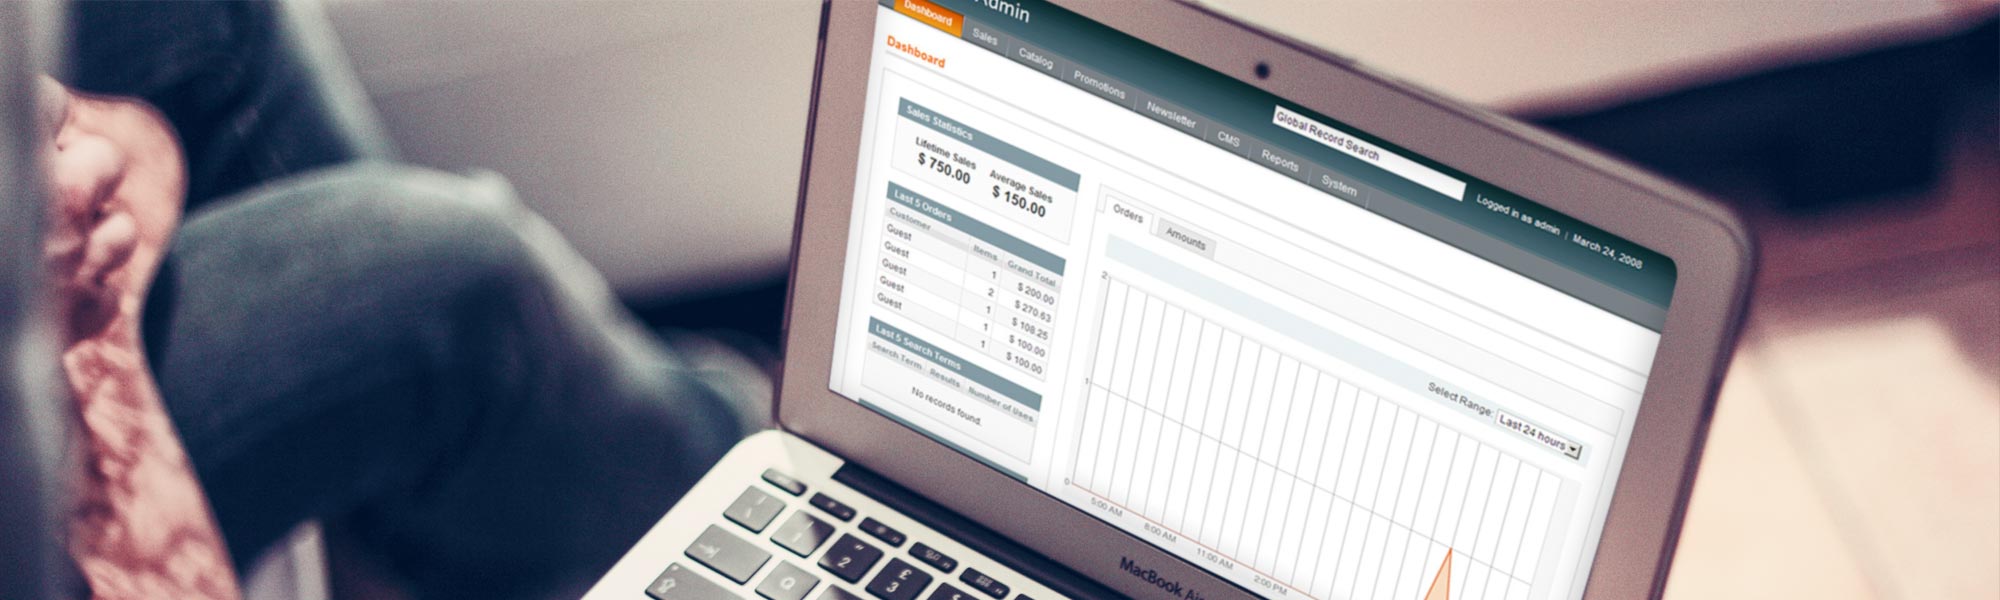 Admin
Dashboard
Sales
Catalog
Promotions
Newsletter
CMS
Reports
System
Global Record Search
Logged in as admin | March 24, 2008
Dashboard
Sales Statistics
Lifetime Sales
$ 750.00
Average Sales
$ 150.00
Last 5 Orders
Customer Items Grand Total
Guest 1 $ 200.00
Guest 2 $ 270.63
Guest 1 $ 108.25
Guest 1 $ 100.00
Guest 1 $ 100.00
Last 5 Search Terms
Search Term Results Number of Uses
No records found.
Orders
Amounts
Select Range: Last 24 hours
2
1
0
5:00 AM
8:00 AM
11:00 AM
2:00 PM
MacBook Air
1
2
£
3
Q